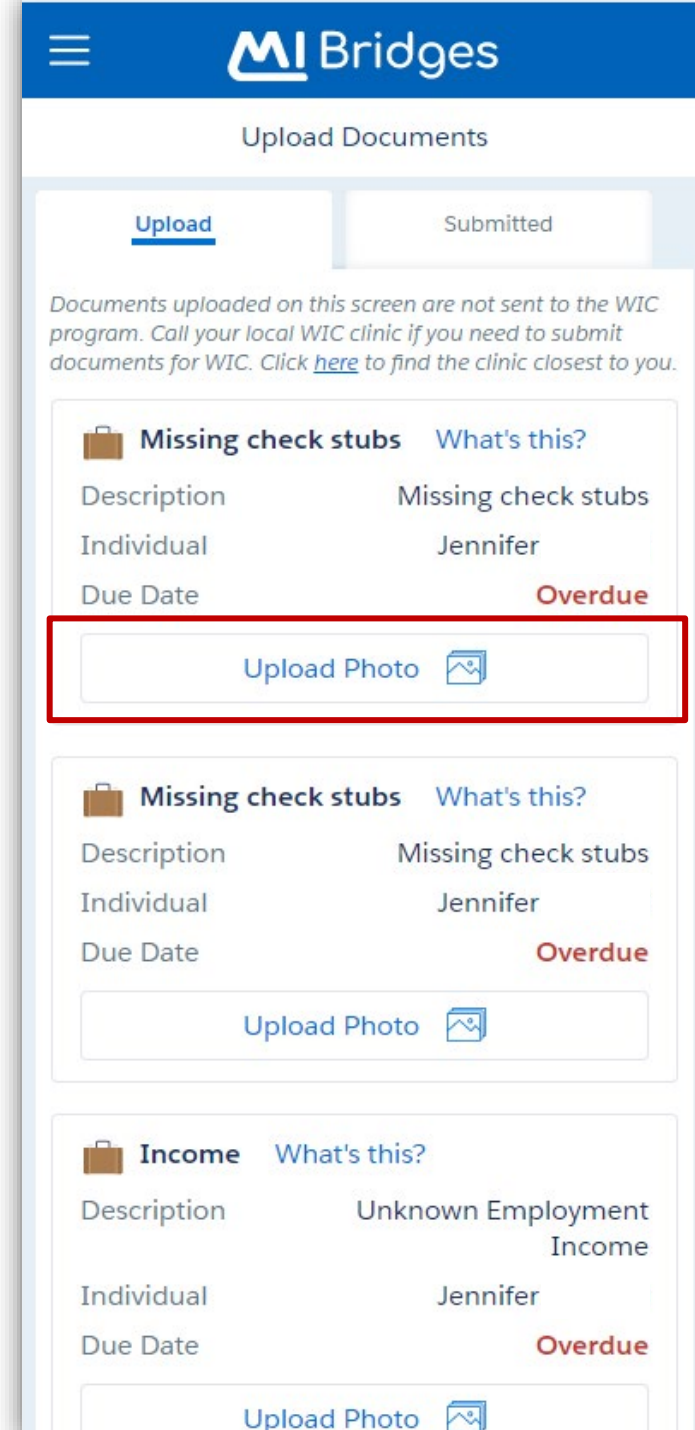 MI Bridges
Upload Documents
Upload Submitted
Documents uploaded on this screen are not sent to the WIC
program. Call your local WIC clinic if you need to submit
documents for WIC. Click here to find the clinic closest to you.
Missing check stubs What's this?
Description Missing check stubs
Individual Jennifer
Due Date Overdue
Upload Photo
Missing check stubs What's this?
Description Missing check stubs
Individual Jennifer
Due Date Overdue
Upload Photo
Income What's this?
Description Unknown Employment
Income
Individual Jennifer
Due Date Overdue
Upload Photo